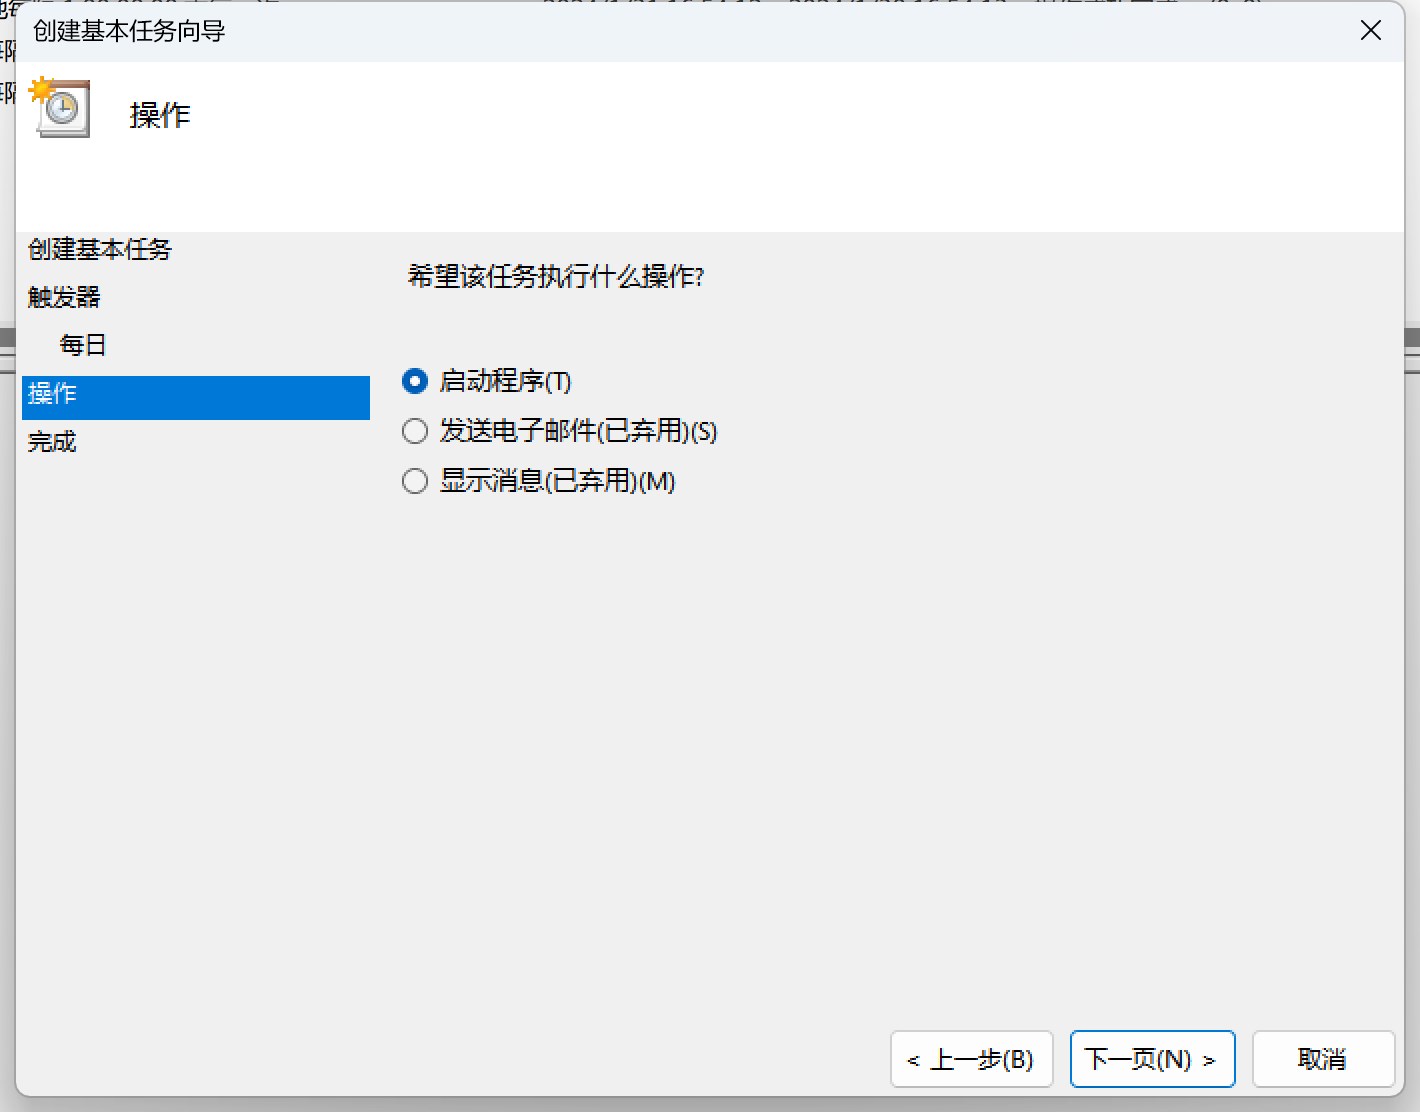 创建基本任务向导
操作
创建基本任务
触发器
每日
操作
完成
希望该任务执行什么操作?
启动程序(T)
发送电子邮件(已弃用)(S)
显示消息(已弃用)(M)
< 上一步(B)
下一页(N) >
取消